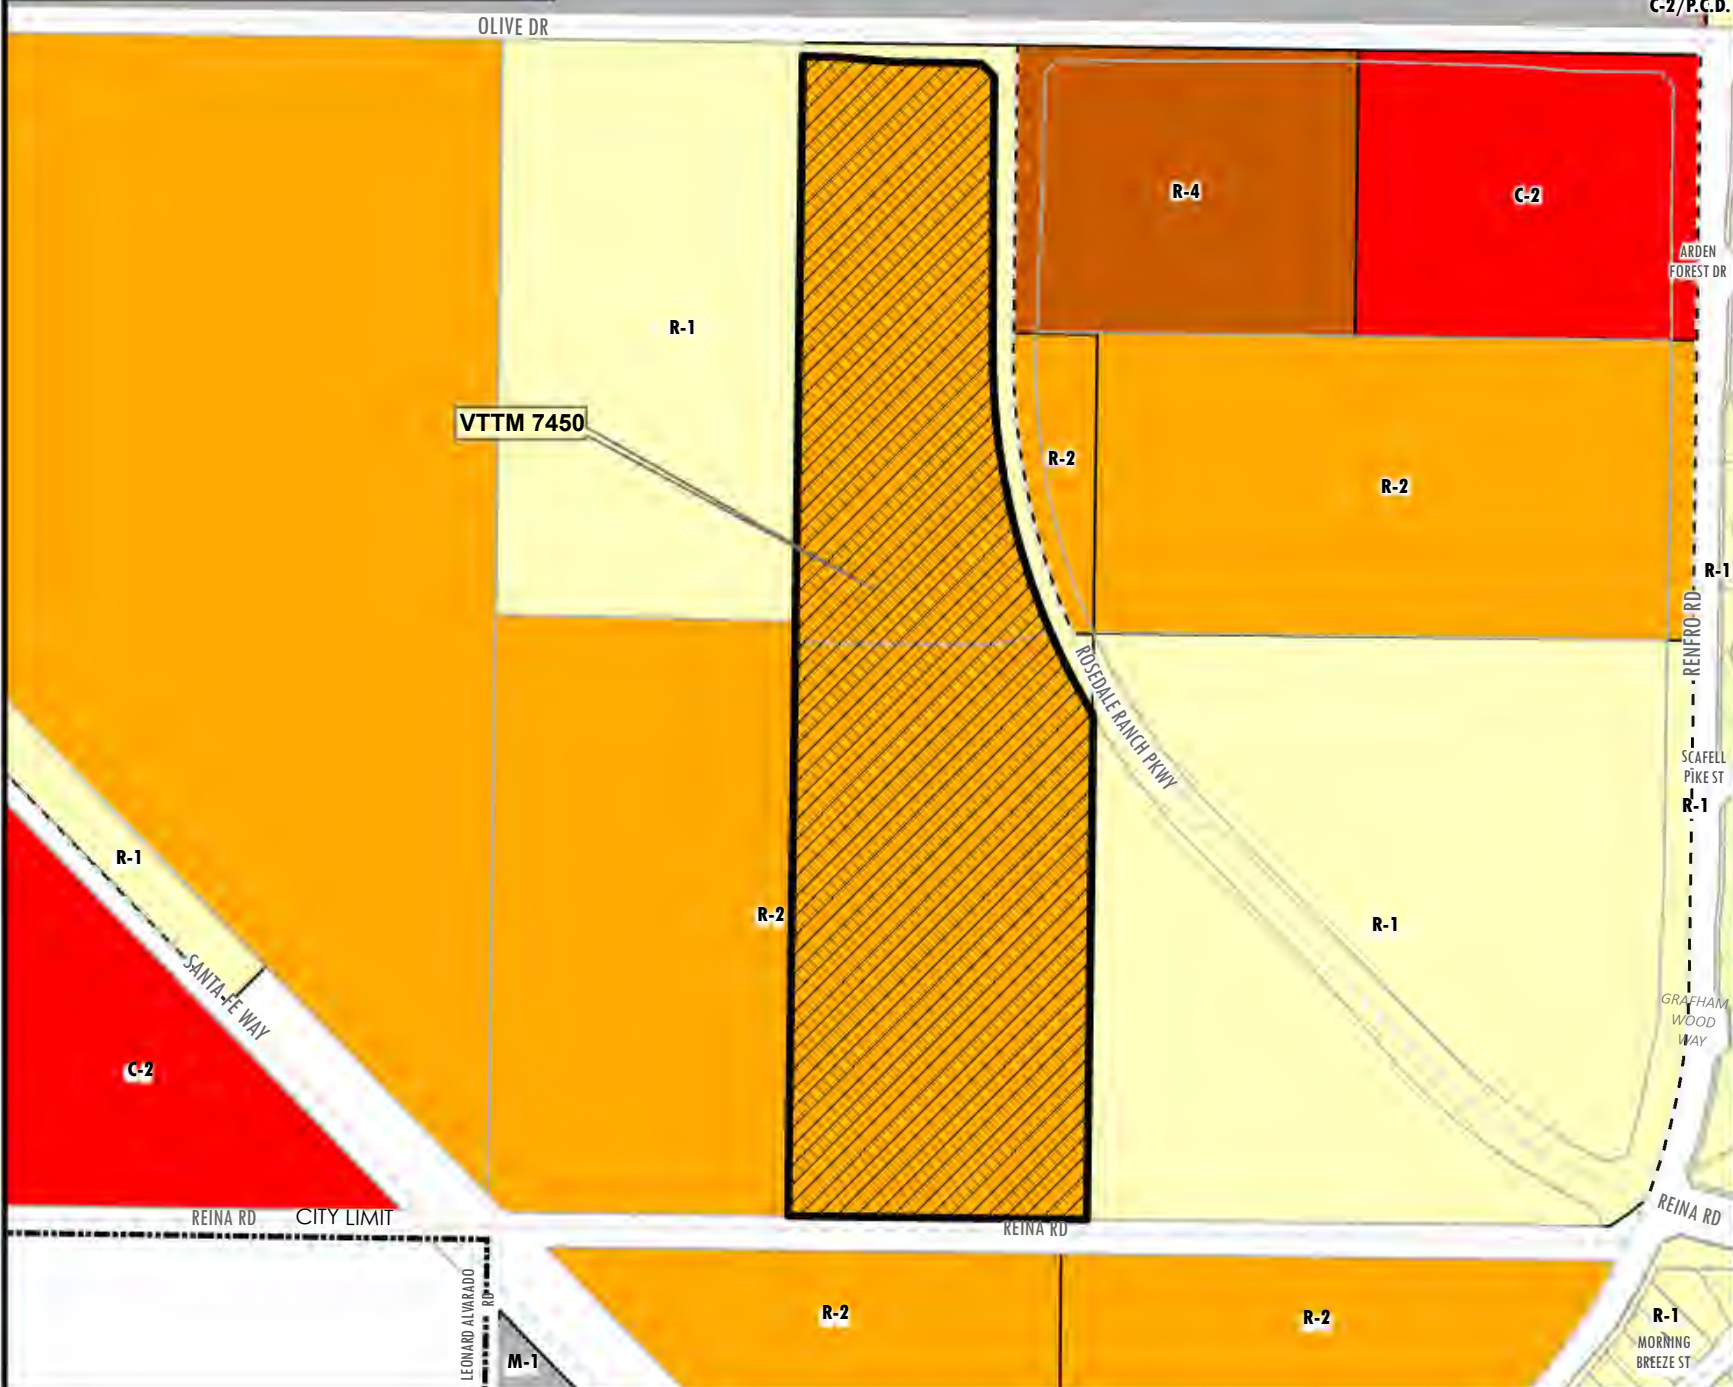 C-2/P.C.D.
OLIVE DR
R-4
C-2
ARDEN
FOREST DR
R-1
VTTM 7450
R-2
R-2
R-1
RENFRO RD
ROSEDALE RANCH PKWY
SCAFELL
PIKE ST
R-1
R-1
R-2
R-1
SANTA FE WAY
GRAFHAM
WOOD
WAY
C-2
REINA RD
CITY LIMIT
REINA RD
REINA RD
LEONARD ALVARADO
RD
R-2
R-2
R-1
MORNING
BREEZE ST
M-1